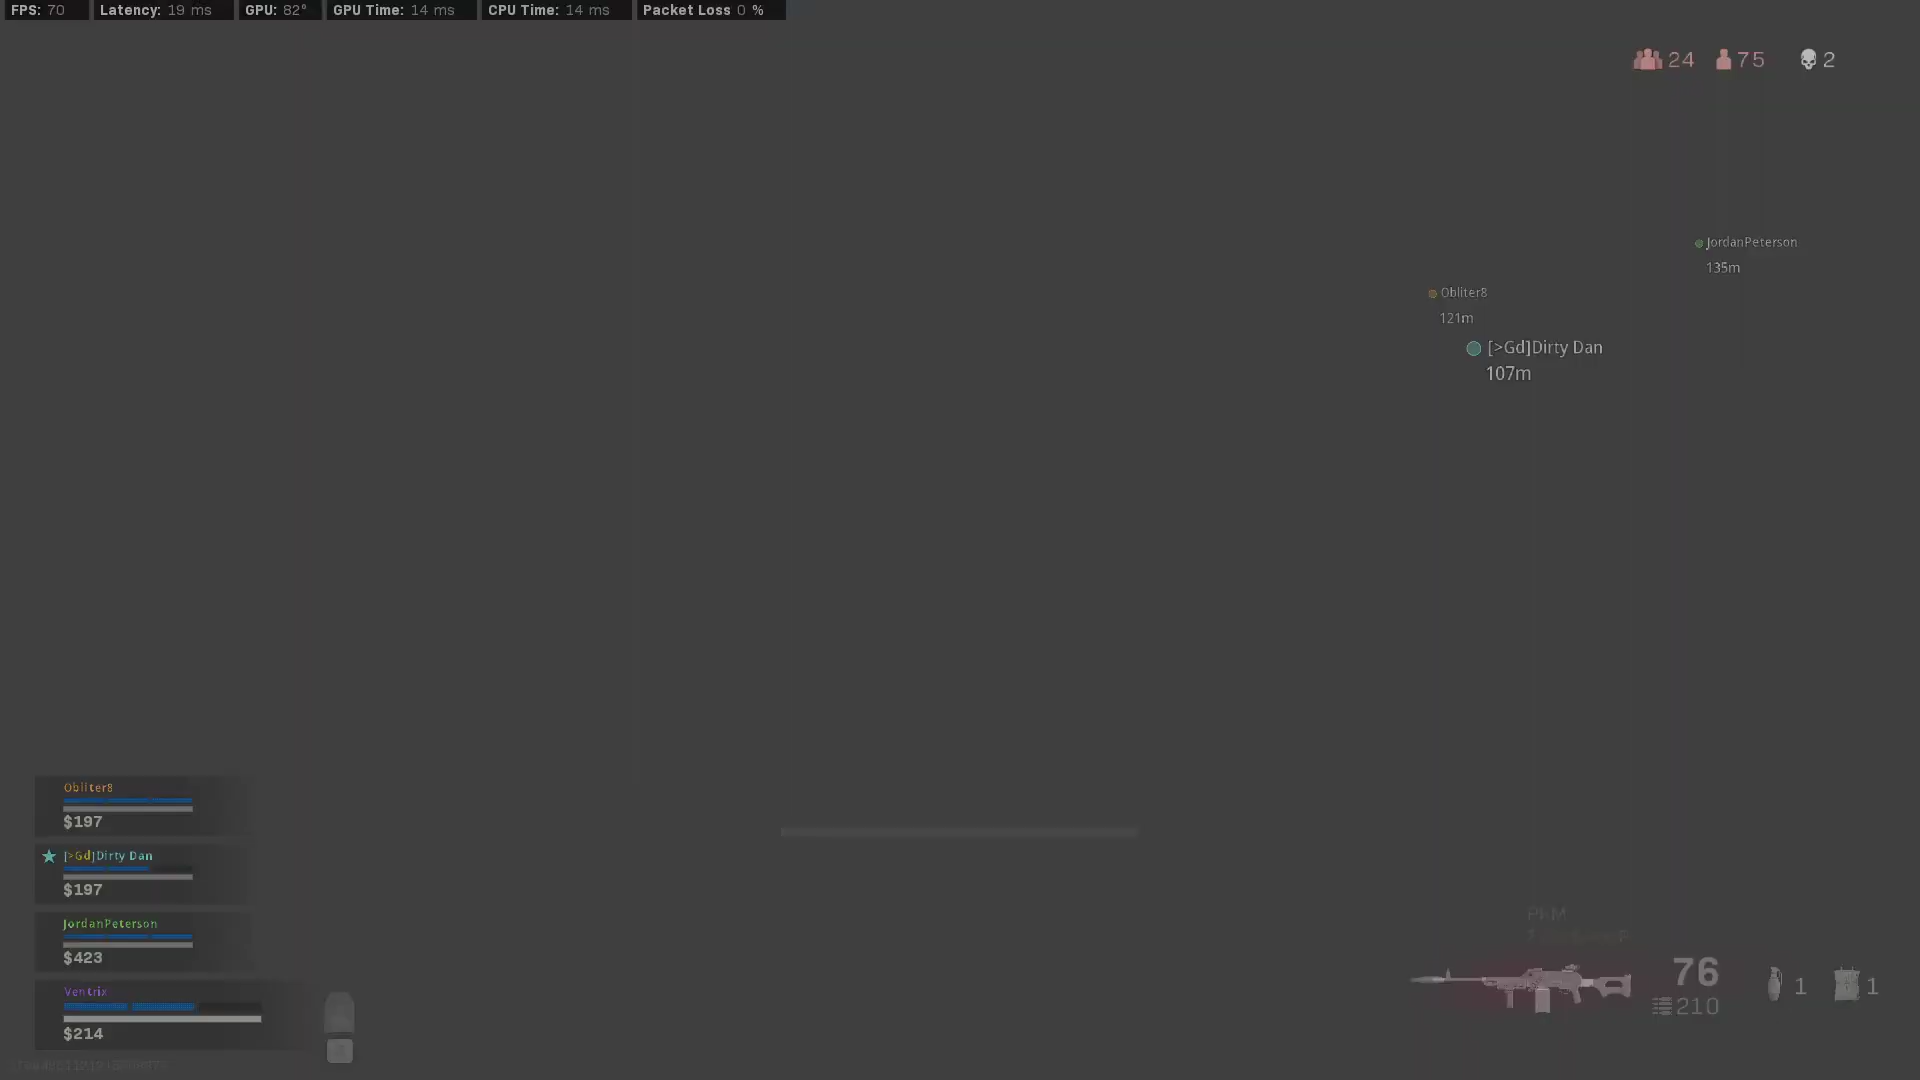 FPS: 70 Latency: 19 ms GPU: 82° GPU Time: 14 ms CPU Time: 14 ms Packet Loss 0 %
24 75 2
JordanPeterson
135m
Obliter8
121m
[>Gd]Dirty Dan
107m
Obliter8
$197
[>Gd]Dirty Dan
$197
JordanPeterson
$423
Ventrix
$214
PKM
76
210
1 1